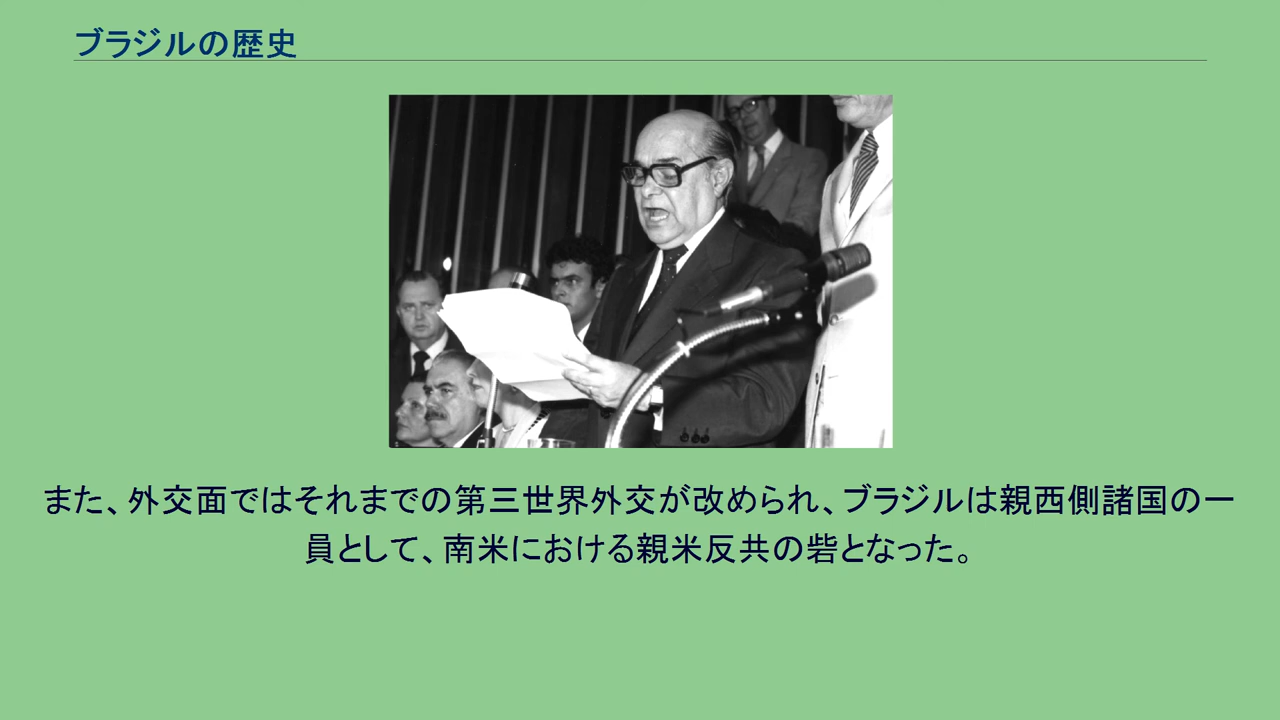 ブラジルの歴史
また、外交面ではそれまでの第三世界外交が改められ、ブラジルは親西側諸国の一
員として、南米における親米反共の砦となった。